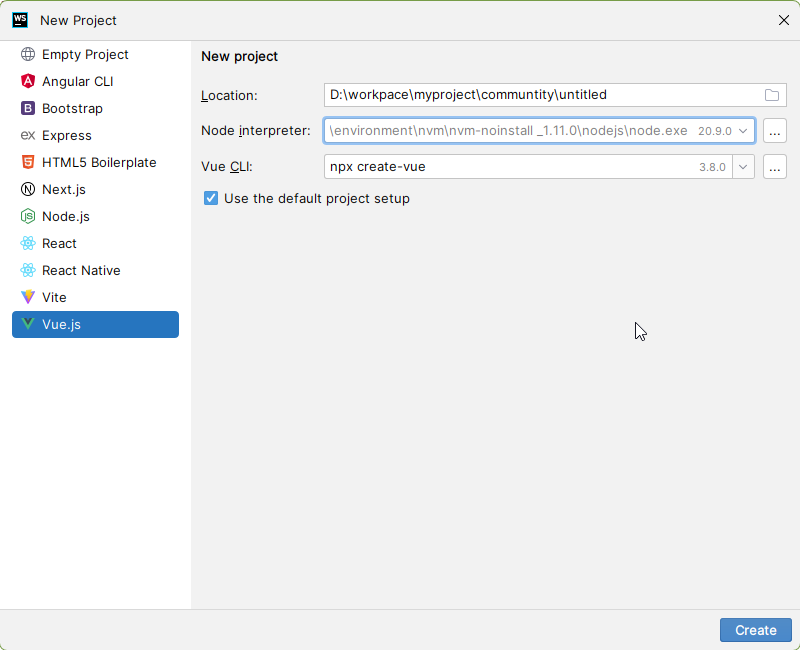 WS New Project
Empty Project
Angular CLI
Bootstrap
Express
HTML5 Boilerplate
Next.js
Node.js
React
React Native
Vite
Vue.js
New project
Location: D:\workpace\myproject\communtity\untitled
Node interpreter: \environment\nvm\nvm-noinstall _1.11.0\nodejs\node.exe 20.9.0 ...
Vue CLI: npx create-vue 3.8.0 ...
Use the default project setup
Create